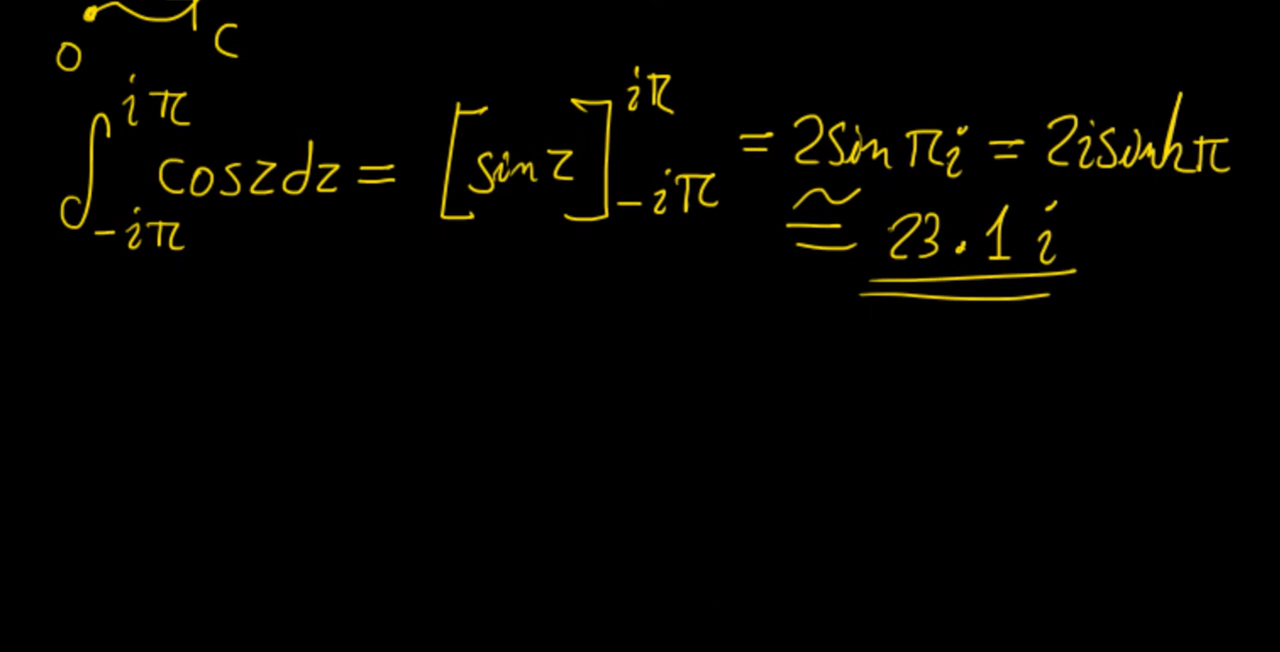 0 C
∫_{-iπ}^{iπ} cos z dz = [sin z]_{-iπ}^{iπ} = 2 sin πi = 2i sinh π
≅ 23.1 i